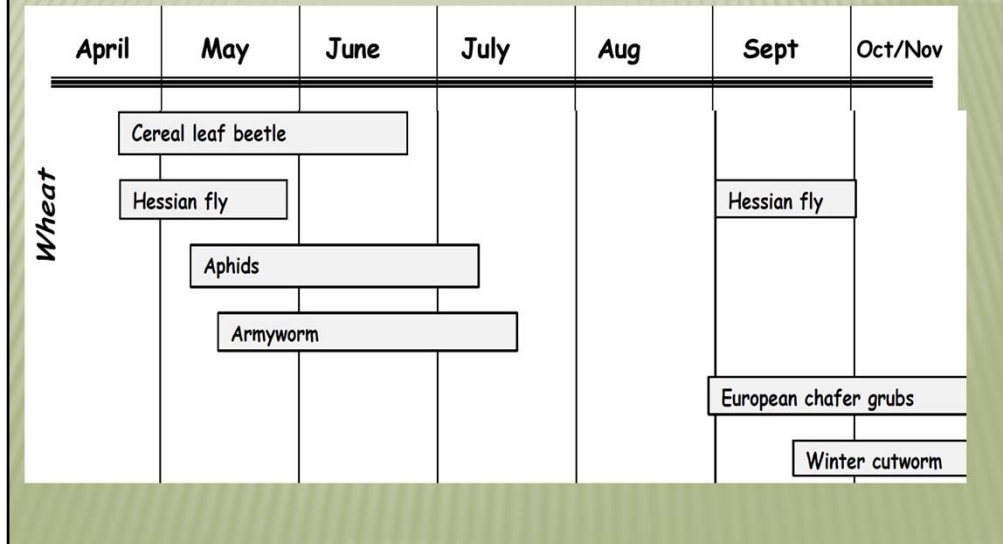 April May June July Aug Sept Oct/Nov
Wheat
Cereal leaf beetle
Hessian fly Hessian fly
Aphids
Armyworm
European chafer grubs
Winter cutworm